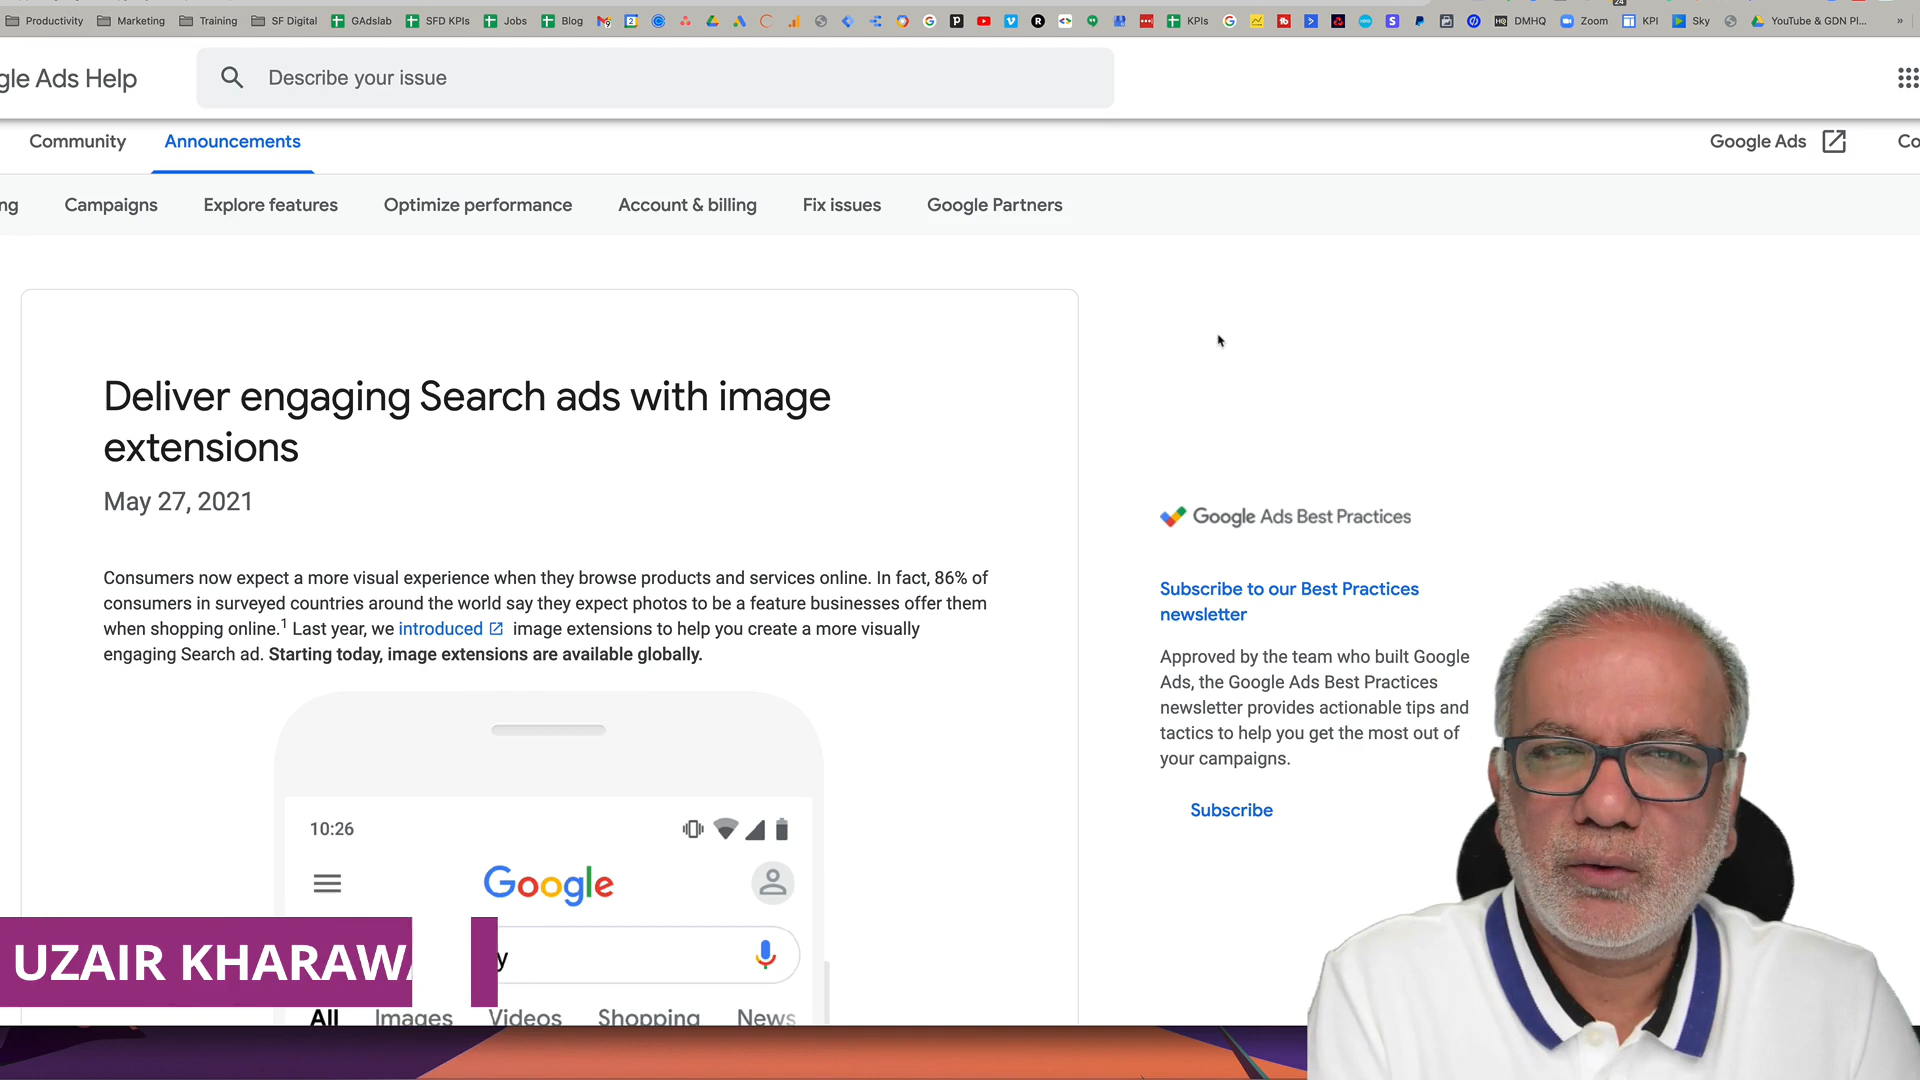 Productivity Marketing Training SF Digital GAdslab SFD KPIs Jobs Blog KPIs DMHQ Zoom KPI Sky YouTube & GDN Pl... »
gle Ads Help
Describe your issue
Community Announcements Google Ads Co
ng Campaigns Explore features Optimize performance Account & billing Fix issues Google Partners
Deliver engaging Search ads with image
extensions
May 27, 2021
Consumers now expect a more visual experience when they browse products and services online. In fact, 86% of
consumers in surveyed countries around the world say they expect photos to be a feature businesses offer them
when shopping online.1 Last year, we introduced image extensions to help you create a more visually
engaging Search ad. Starting today, image extensions are available globally.
Google Ads Best Practices
Subscribe to our Best Practices
newsletter
Approved by the team who built Google
Ads, the Google Ads Best Practices
newsletter provides actionable tips and
tactics to help you get the most out of
your campaigns.
Subscribe
10:26
Google
y
All Images Videos Shopping News
UZAIR KHARAWA